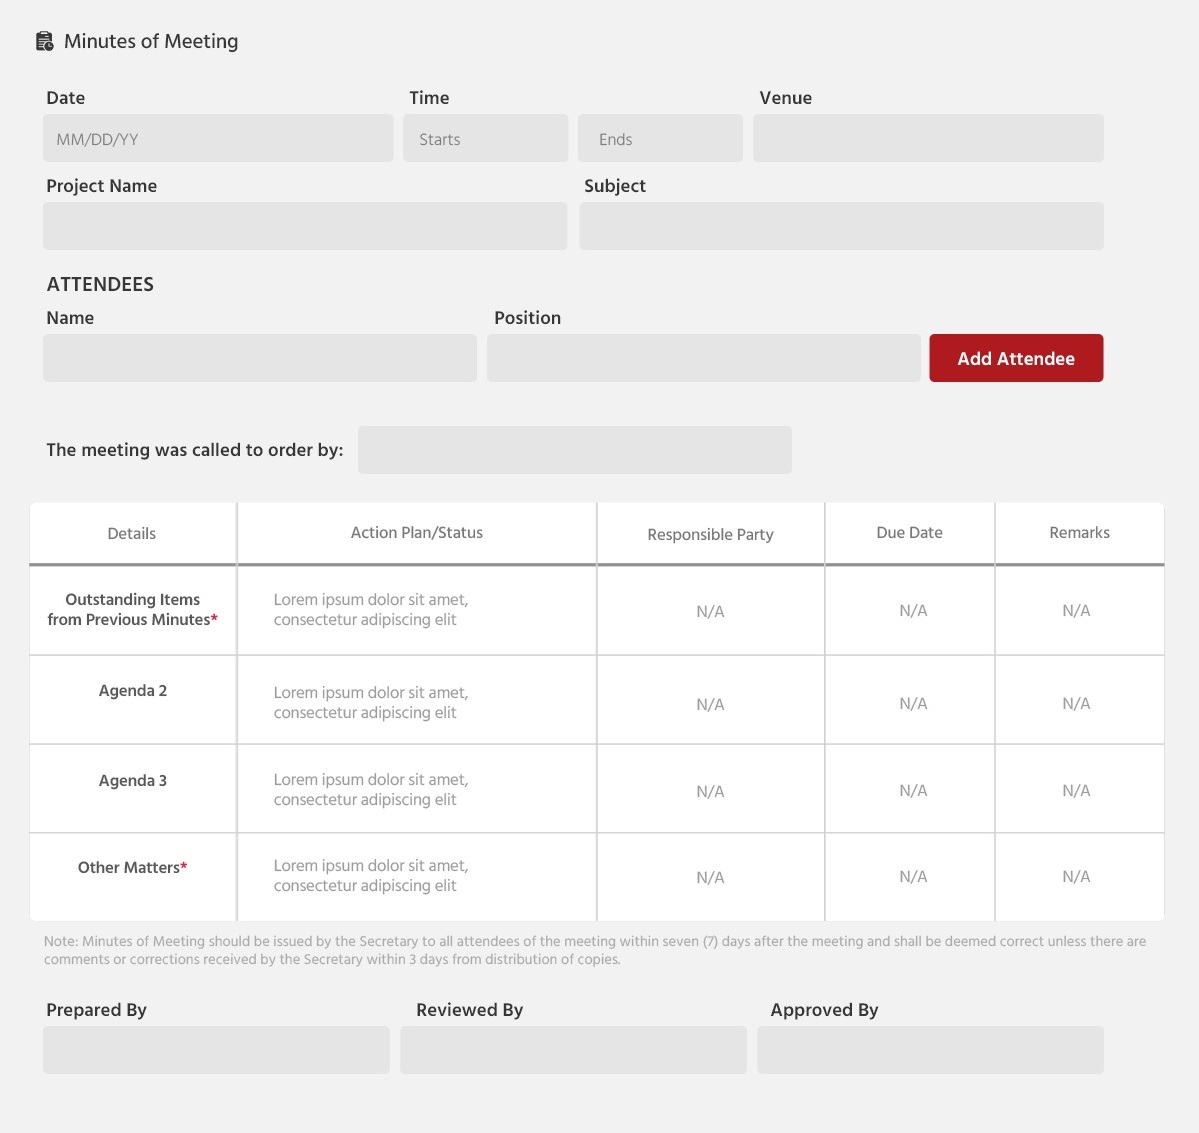 Minutes of Meeting
Date Time Venue
MM/DD/YY Starts Ends
Project Name Subject
ATTENDEES
Name Position
Add Attendee
The meeting was called to order by:
Details Action Plan/Status Responsible Party Due Date Remarks
Outstanding Items
from Previous Minutes*
Lorem ipsum dolor sit amet,
consectetur adipiscing elit
N/A N/A N/A
Agenda 2
Lorem ipsum dolor sit amet,
consectetur adipiscing elit
N/A N/A N/A
Agenda 3
Lorem ipsum dolor sit amet,
consectetur adipiscing elit
N/A N/A N/A
Other Matters*
Lorem ipsum dolor sit amet,
consectetur adipiscing elit
N/A N/A N/A
Note: Minutes of Meeting should be issued by the Secretary to all attendees of the meeting within seven (7) days after the meeting and shall be deemed correct unless there are
comments or corrections received by the Secretary within 3 days from distribution of copies.
Prepared By Reviewed By Approved By